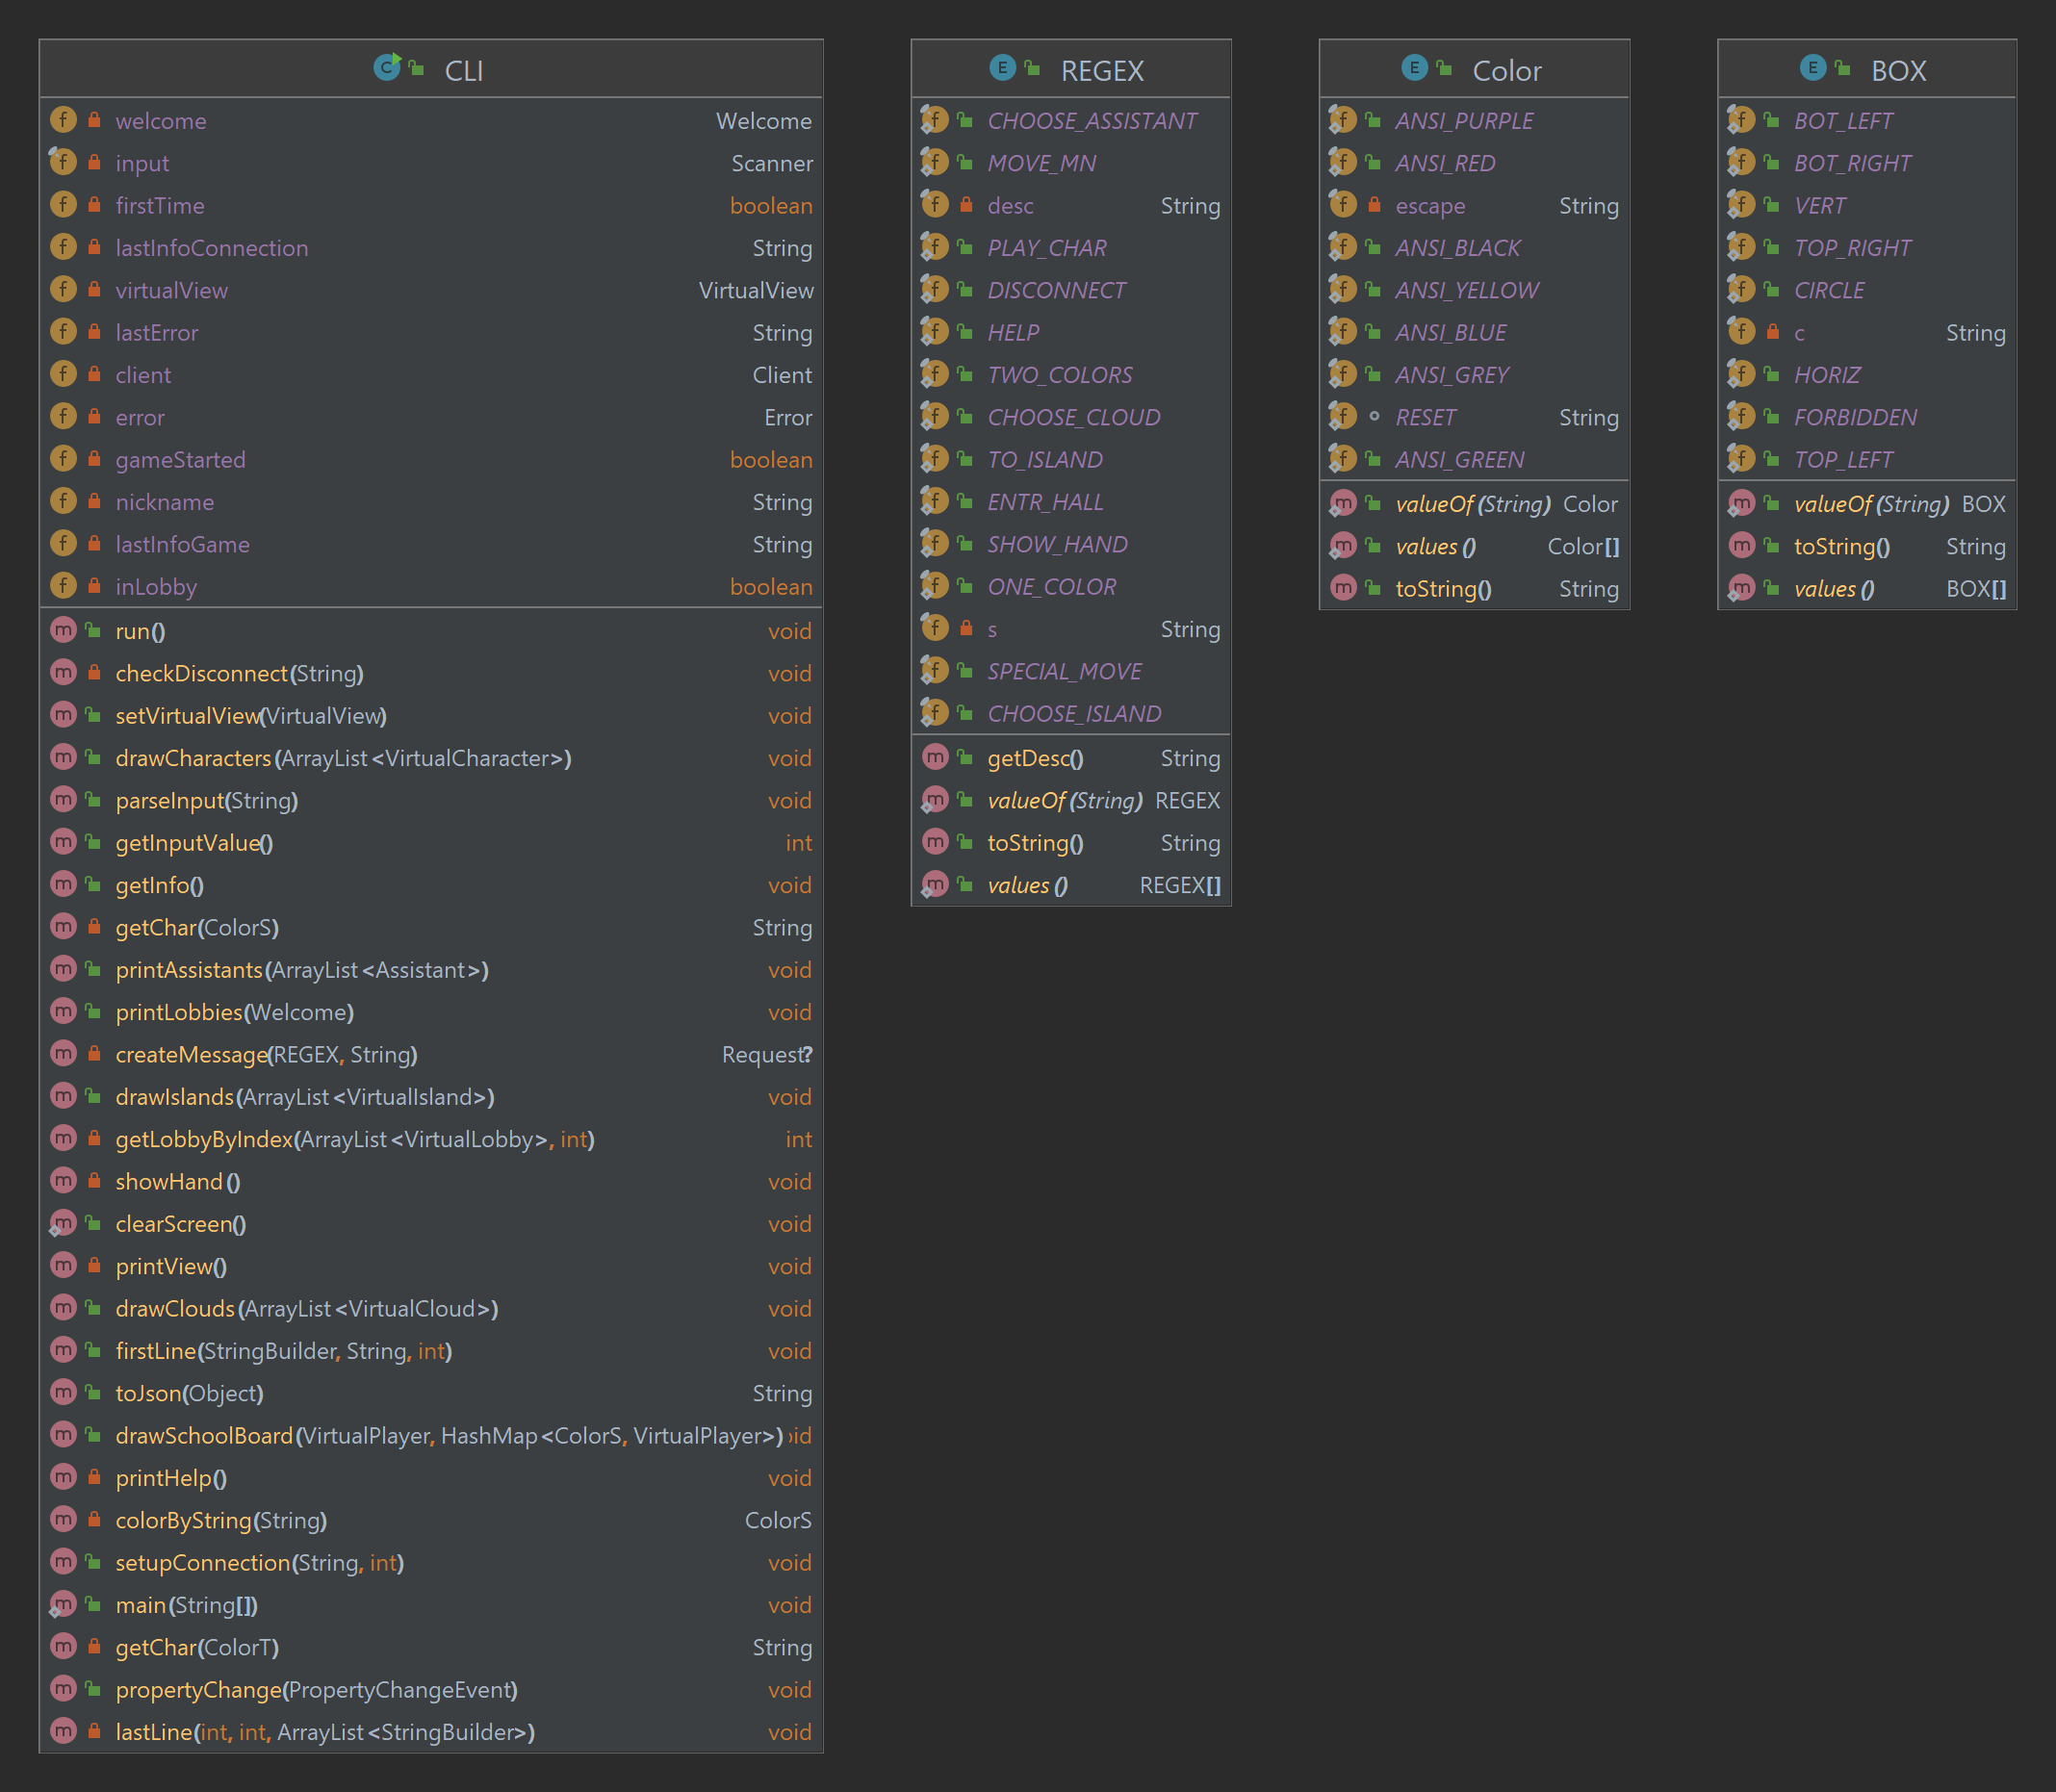 CLI
welcome Welcome
input Scanner
firstTime boolean
lastInfoConnection String
virtualView VirtualView
lastError String
client Client
error Error
gameStarted boolean
nickname String
lastInfoGame String
inLobby boolean
run() void
checkDisconnect(String) void
setVirtualView(VirtualView) void
drawCharacters(ArrayList<VirtualCharacter>) void
parseInput(String) void
getInputValue() int
getInfo() void
getChar(ColorS) String
printAssistants(ArrayList<Assistant>) void
printLobbies(Welcome) void
createMessage(REGEX, String) Request?
drawIslands(ArrayList<VirtualIsland>) void
getLobbyByIndex(ArrayList<VirtualLobby>, int) int
showHand() void
clearScreen() void
printView() void
drawClouds(ArrayList<VirtualCloud>) void
firstLine(StringBuilder, String, int) void
toJson(Object) String
drawSchoolBoard(VirtualPlayer, HashMap<ColorS, VirtualPlayer>) oid
printHelp() void
colorByString(String) ColorS
setupConnection(String, int) void
main(String[]) void
getChar(ColorT) String
propertyChange(PropertyChangeEvent) void
lastLine(int, int, ArrayList<StringBuilder>) void
REGEX
CHOOSE_ASSISTANT
MOVE_MN
desc String
PLAY_CHAR
DISCONNECT
HELP
TWO_COLORS
CHOOSE_CLOUD
TO_ISLAND
ENTR_HALL
SHOW_HAND
ONE_COLOR
s String
SPECIAL_MOVE
CHOOSE_ISLAND
getDesc() String
valueOf(String) REGEX
toString() String
values() REGEX[]
Color
ANSI_PURPLE
ANSI_RED
escape String
ANSI_BLACK
ANSI_YELLOW
ANSI_BLUE
ANSI_GREY
RESET String
ANSI_GREEN
valueOf(String) Color
values() Color[]
toString() String
BOX
BOT_LEFT
BOT_RIGHT
VERT
TOP_RIGHT
CIRCLE
c String
HORIZ
FORBIDDEN
TOP_LEFT
valueOf(String) BOX
toString() String
values() BOX[]